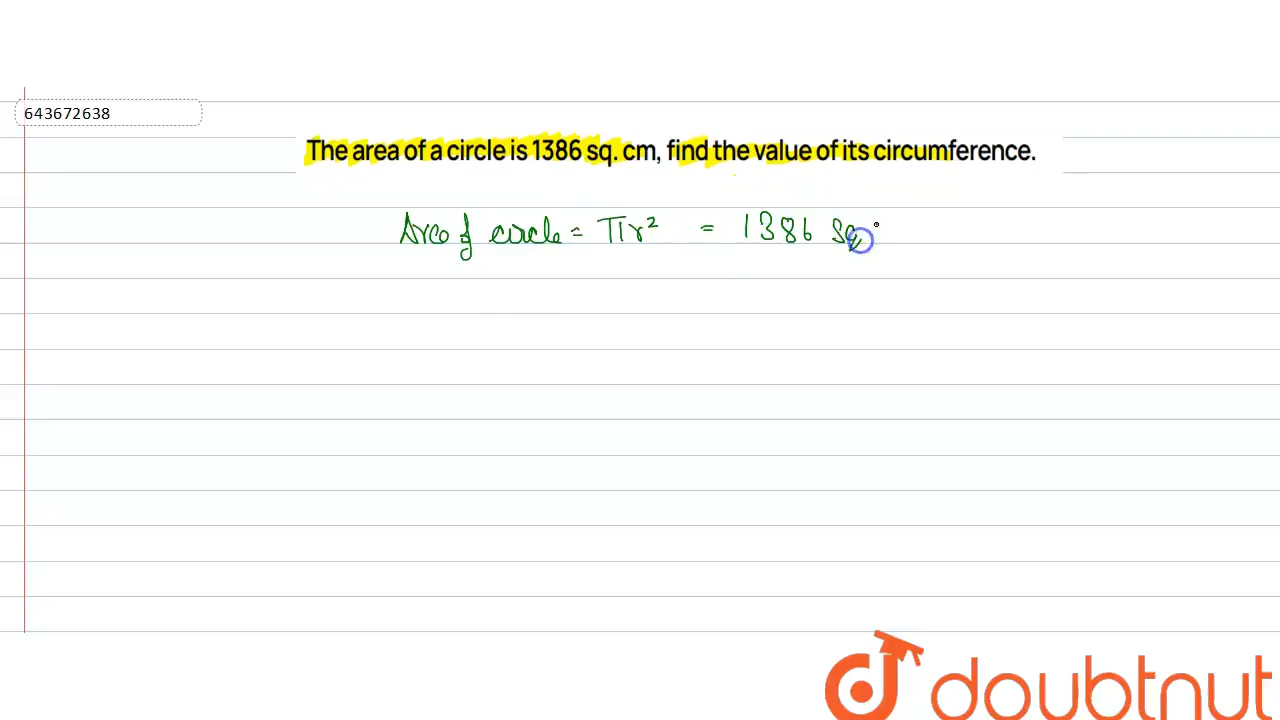 643672638
The area of a circle is 1386 sq. cm, find the value of its circumference.
Area of circle = πr² = 1386 sq
doubtnut